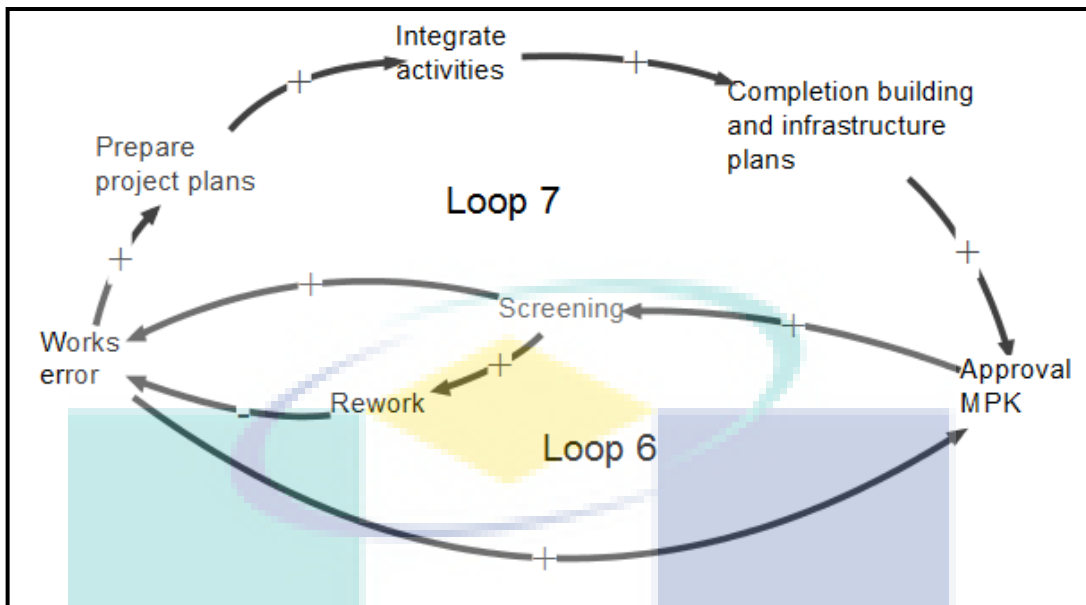 Integrate
activities
+
+
Completion building
and infrastructure
plans
Prepare
project plans
Loop 7
+
+
+
Screening
+
Works
error
+
Approval
MPK
Rework
-
Loop 6
+